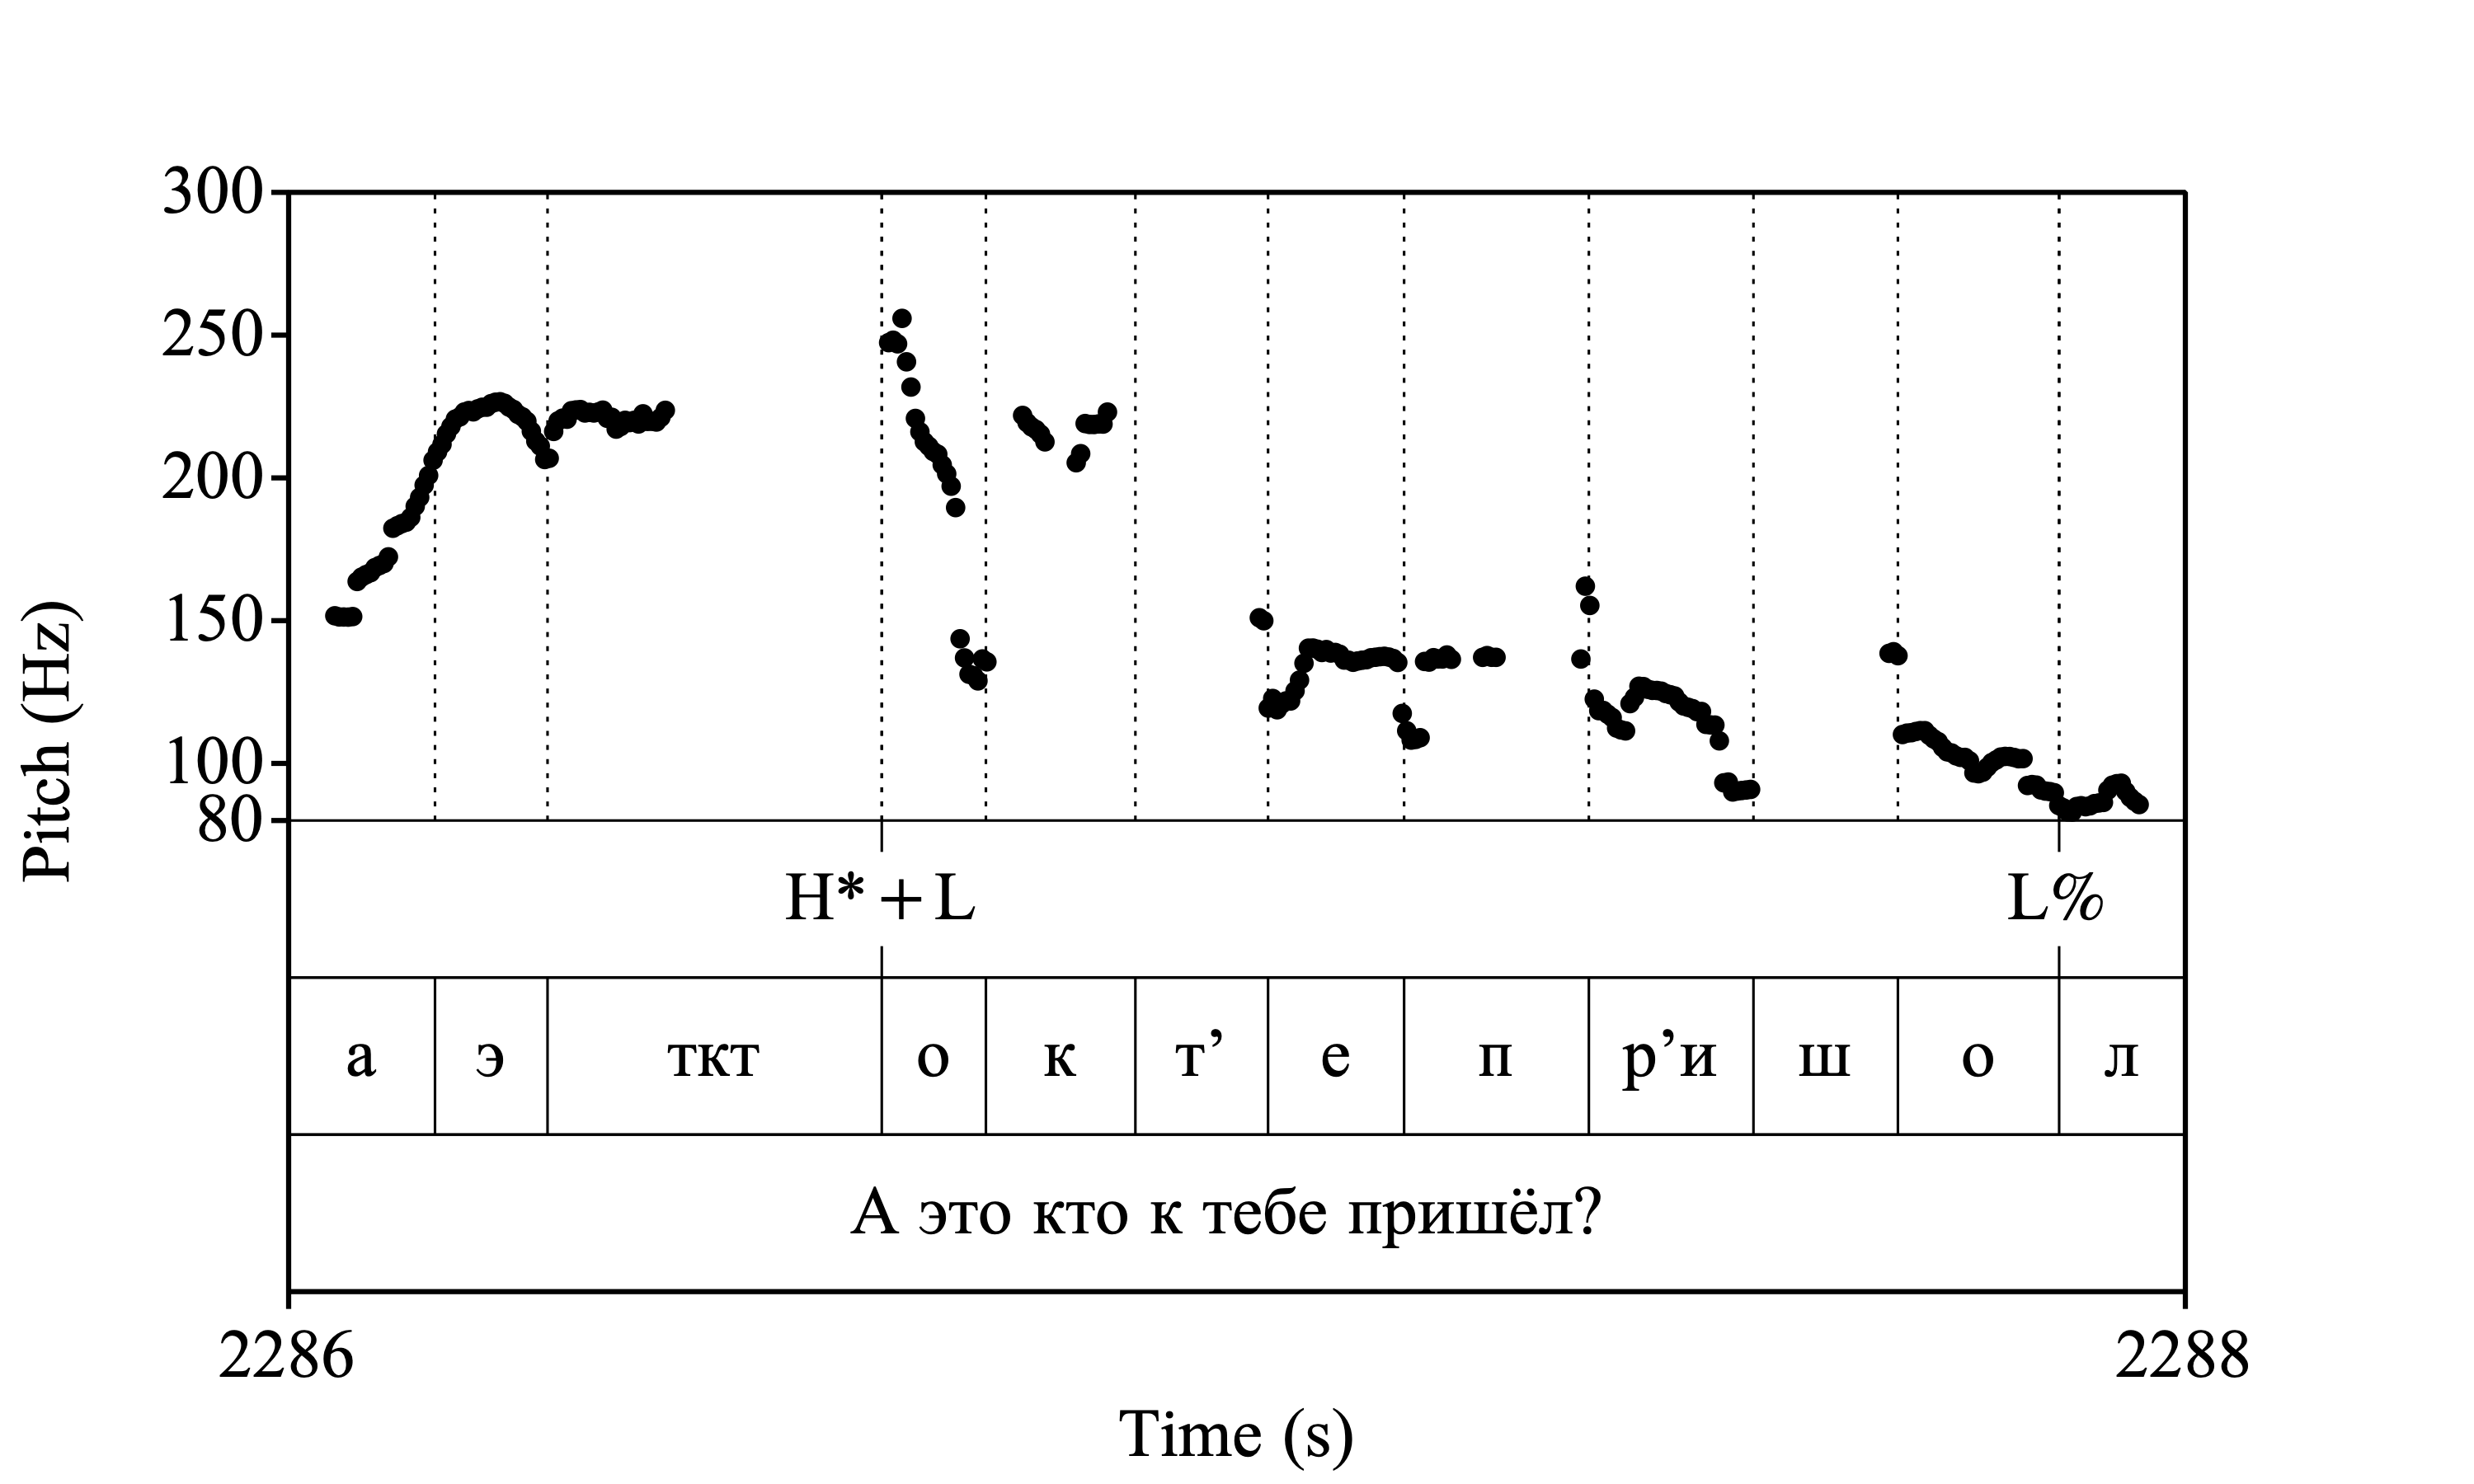 300
250
200
150
100
80
Pitch (Hz)
H* + L L%
а э ткт о к т’ е п р’и ш о л
А это кто к тебе пришёл?
2286 2288
Time (s)